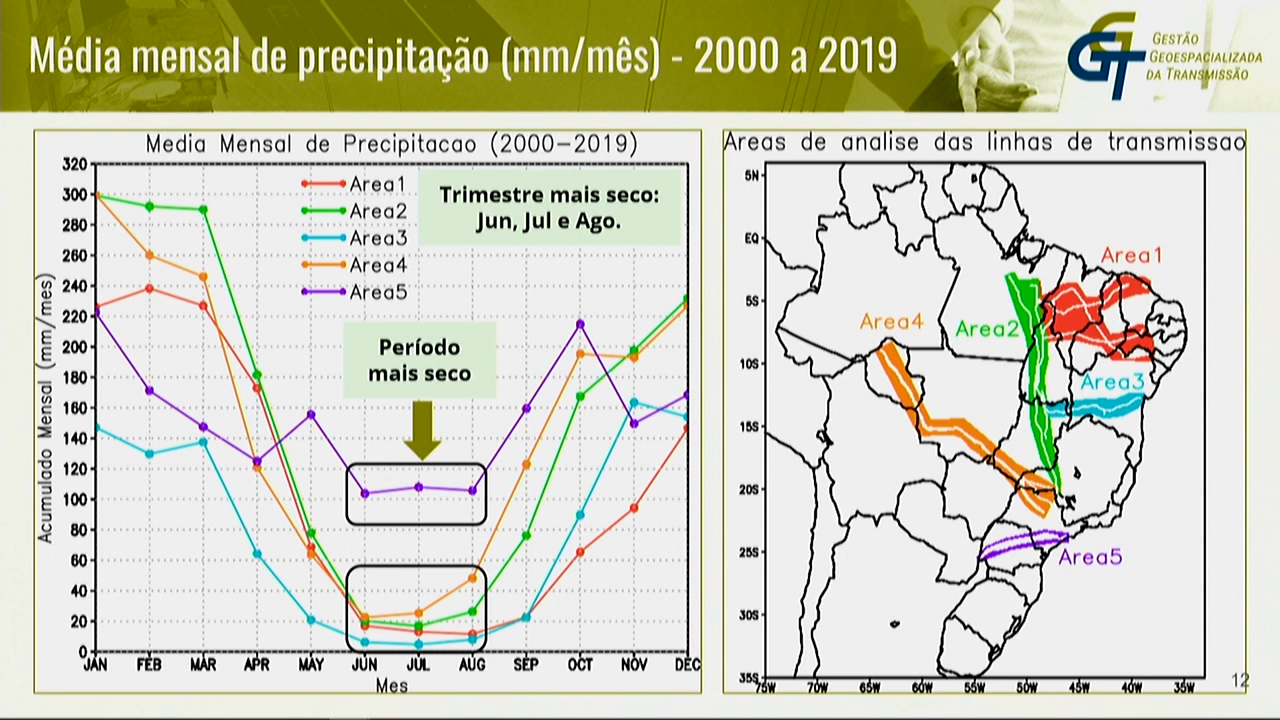 Média mensal de precipitação (mm/mês) - 2000 a 2019
GT
GESTÃO
GEOESPACIALIZADA
DA TRANSMISSÃO
Media Mensal de Precipitacao (2000-2019)
320
300
280
260
240
220
200
180
160
140
120
100
80
60
40
20
0
Acumulado Mensal (mm/mes)
Area1
Area2
Area3
Area4
Area5
Trimestre mais seco:
Jun, Jul e Ago.
Período
mais seco
JAN FEB MAR APR MAY JUN JUL AUG SEP OCT NOV DEC
Mes
Areas de analise das linhas de transmissao
5N
EQ
5S
10S
15S
20S
25S
30S
35S
Area1
Area4
Area2
Area3
Area5
75W 70W 65W 60W 55W 50W 45W 40W 35W
12